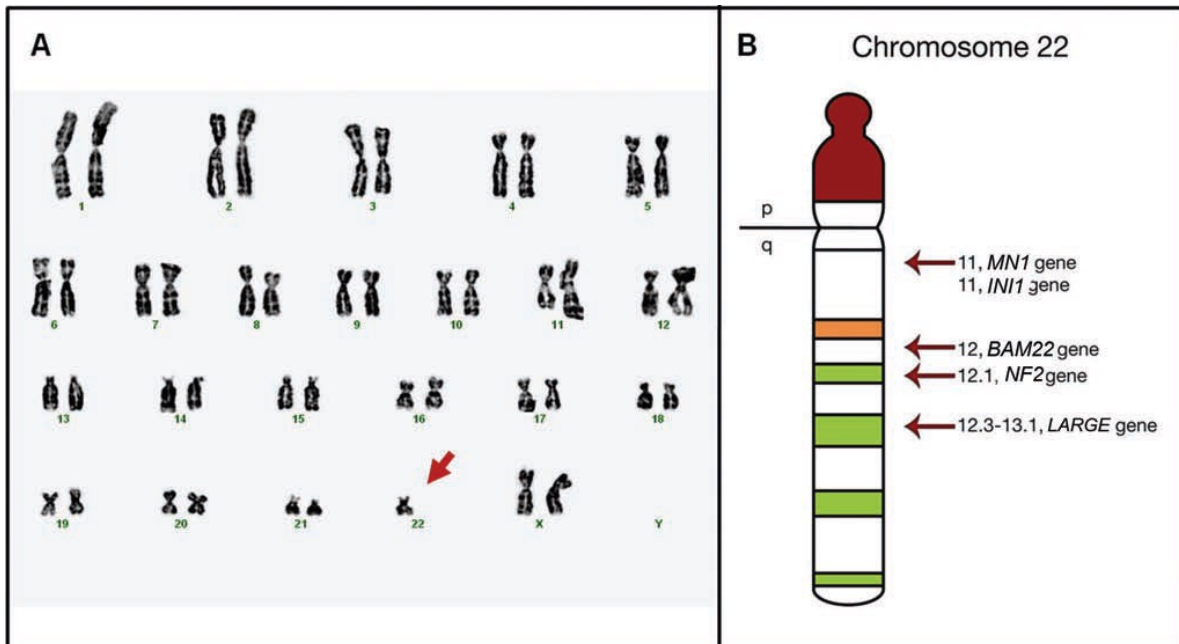 A
1 2 3 4 5
6 7 8 9 10 11 12
13 14 15 16 17 18
19 20 21 22 X Y
B
Chromosome 22
p
q
11, MN1 gene
11, INI1 gene
12, BAM22 gene
12.1, NF2 gene
12.3-13.1, LARGE gene